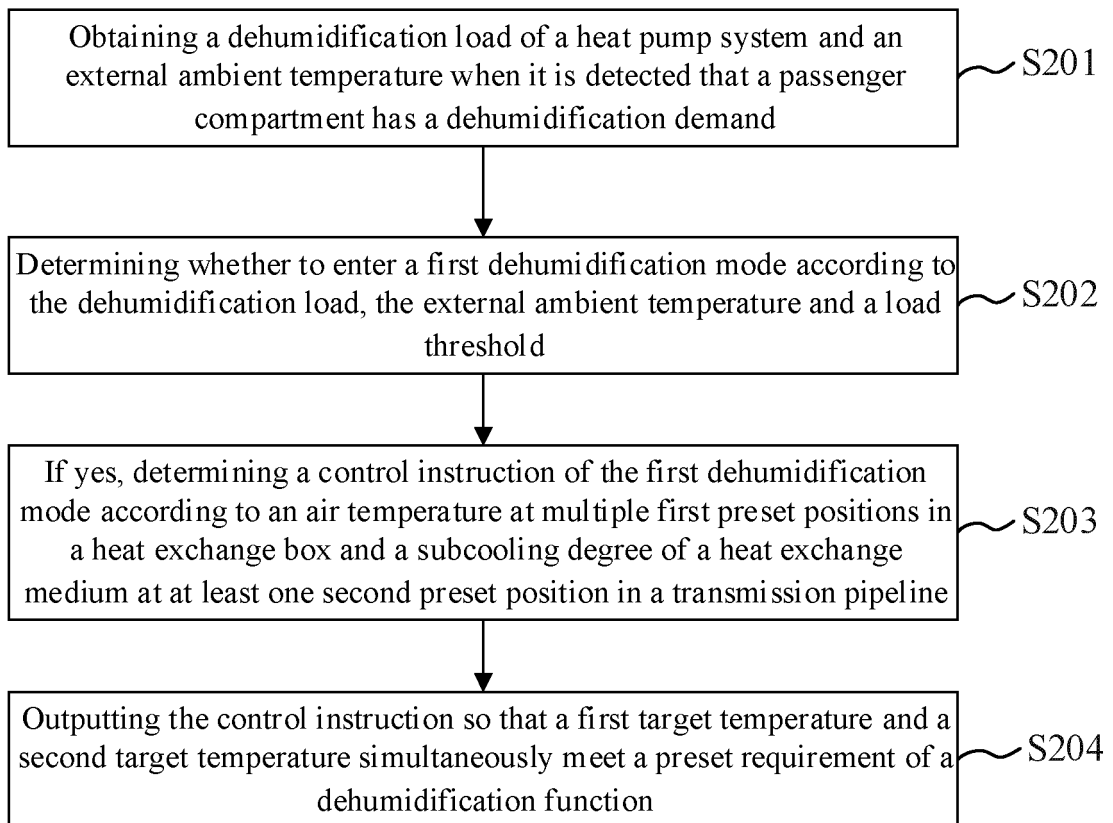 Obtaining a dehumidification load of a heat pump system and an
external ambient temperature when it is detected that a passenger
compartment has a dehumidification demand
S201
Determining whether to enter a first dehumidification mode according to
the dehumidification load, the external ambient temperature and a load
threshold
S202
If yes, determining a control instruction of the first dehumidification
mode according to an air temperature at multiple first preset positions in
a heat exchange box and a subcooling degree of a heat exchange
medium at at least one second preset position in a transmission pipeline
S203
Outputting the control instruction so that a first target temperature and a
second target temperature simultaneously meet a preset requirement of a
dehumidification function
S204